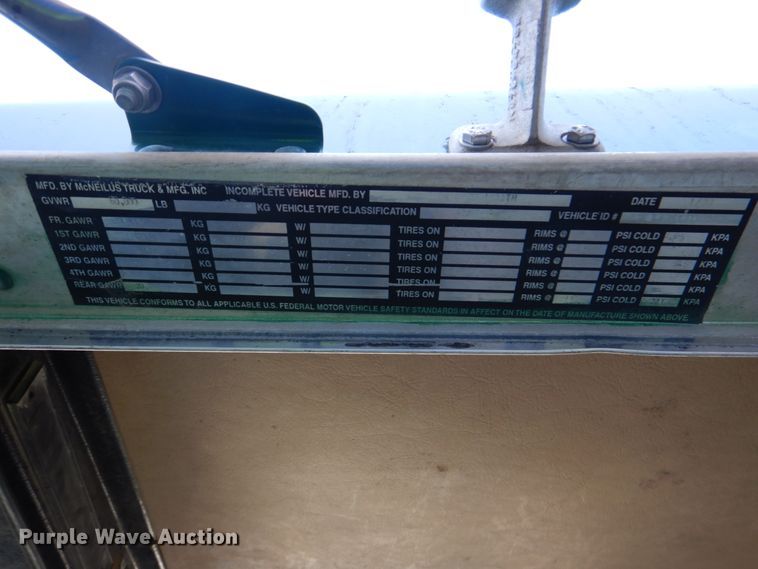 MFD. BY McNEILUS TRUCK & MFG. INC INCOMPLETE VEHICLE MFD. BY DATE
GVWR LB KG VEHICLE TYPE CLASSIFICATION VEHICLE ID #
FR. GAWR KG W/ TIRES ON RIMS @ PSI COLD KPA
1ST GAWR KG W/ TIRES ON RIMS @ PSI COLD KPA
2ND GAWR KG W/ TIRES ON RIMS @ PSI COLD KPA
3RD GAWR KG W/ TIRES ON RIMS @ PSI COLD KPA
4TH GAWR KG W/ TIRES ON RIMS @ PSI COLD KPA
REAR GAWR KG W/ TIRES ON RIMS @ PSI COLD KPA
THIS VEHICLE CONFORMS TO ALL APPLICABLE U.S. FEDERAL MOTOR VEHICLE SAFETY STANDARDS IN AFFECT ON THE DATE OF MANUFACTURE SHOWN ABOVE.
Purple Wave Auction